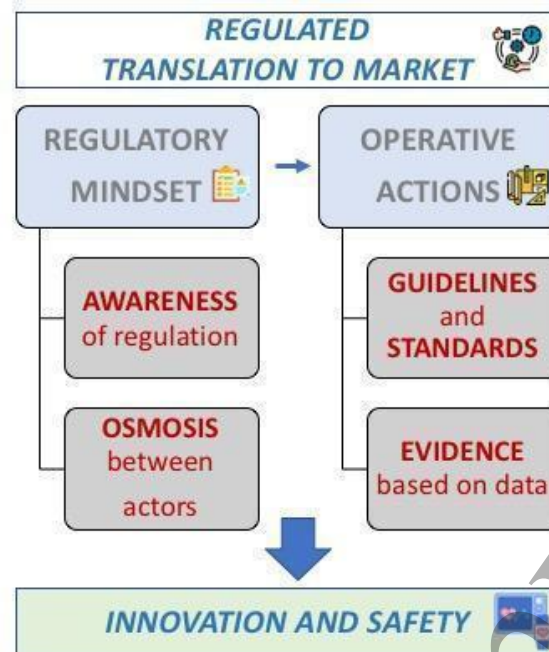 REGULATED
TRANSLATION TO MARKET
REGULATORY
MINDSET
OPERATIVE
ACTIONS
AWARENESS
of regulation
GUIDELINES
and
STANDARDS
OSMOSIS
between
actors
EVIDENCE
based on data
INNOVATION AND SAFETY